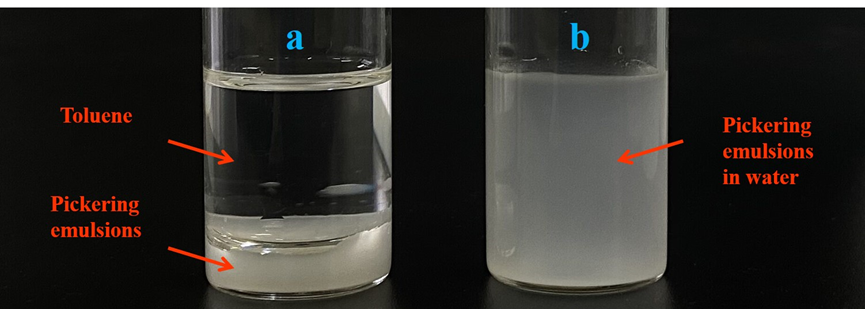 a
b
Toluene
Pickering
emulsions
Pickering
emulsions
in water